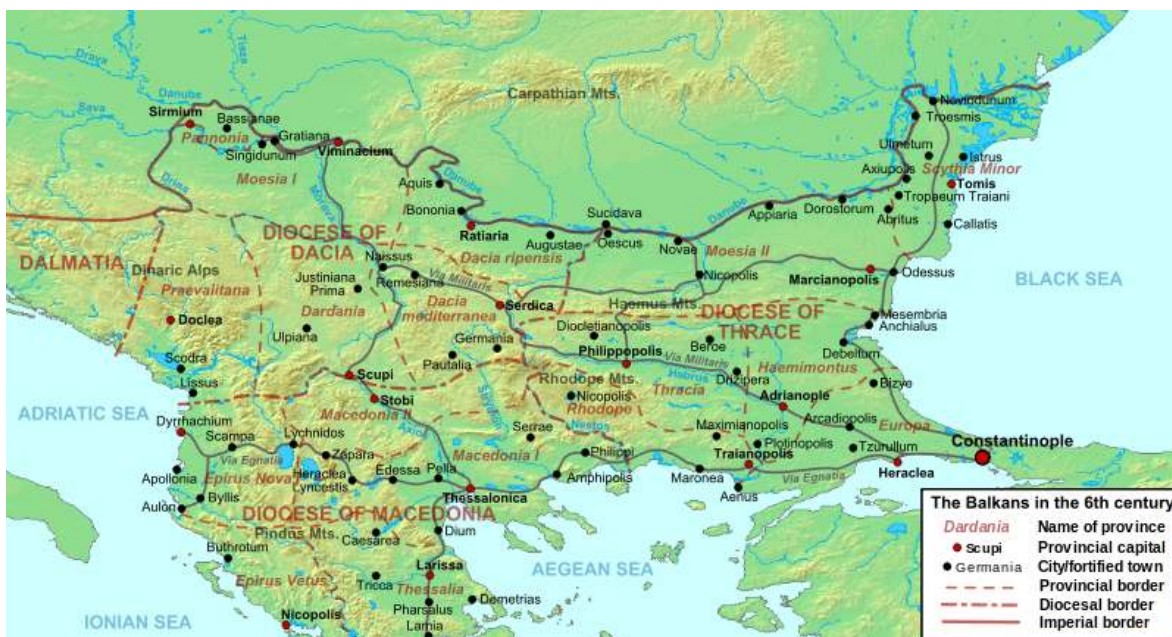 Drava
Tisza
Carpathian Mts.
Sava
Danube
Sirmium
Bassianae
Gratiana
Pannonia
Singidunum
Viminacium
Moesia I
Drina
Morava
Aquis
Danube
Bononia
Ratiaria
Augustae
Sucidava
Oescus
Novae
Danube
Appiaria
Dorostorum
Noviodunum
Troesmis
Ulmetum
Istrus
Scythia Minor
Axiupolis
Tomis
Tropaeum Traiani
Abritus
Callatis
DIOCESE OF
DACIA
DALMATIA
Dinaric Alps
Praevalitana
Naissus
Dacia ripensis
Moesia II
Justiniana
Prima
Remesiana
Via Militaris
Nicopolis
Marcianopolis
Odessus
BLACK SEA
Doclea
Dardania
Dacia
mediterranea
Serdica
Haemus Mts.
DIOCESE OF
THRACE
Mesembria
Anchialus
Ulpiana
Diocletianopolis
Germania
Beroe
Debeltum
Scodra
Pautalia
Philippopolis
Via Militaris
Haemimontus
Lissus
Scupi
Rhodope Mts.
Hebrus
Drizipera
Bizye
Stobi
Strymon
Nicopolis
Thracia
ADRIATIC SEA
Macedonia II
Rhodope
Adrianople
Dyrrhachium
Scampa
Lychnidos
Axios
Serrae
Nestos
Maximianopolis
Arcadiopolis
Europa
Zapara
Macedonia I
Philippi
Plotinopolis
Tzurullum
Constantinople
Via Egnatia
Apollonia
Epirus Nova
Heraclea
Lyncestis
Edessa
Pella
Traianopolis
Amphipolis
Maronea
Via Egnatia
Heraclea
Byllis
Thessalonica
Aenus
Aulon
DIOCESE OF MACEDONIA
Pindus Mts.
Caesarea
Dium
Buthrotum
Larissa
AEGEAN SEA
Epirus Vetus
Tricca
Thessalia
Demetrias
Pharsalus
IONIAN SEA
Nicopolis
Lamia
The Balkans in the 6th century
Dardania Name of province
Scupi Provincial capital
Germania City/fortified town
Provincial border
Diocesal border
Imperial border